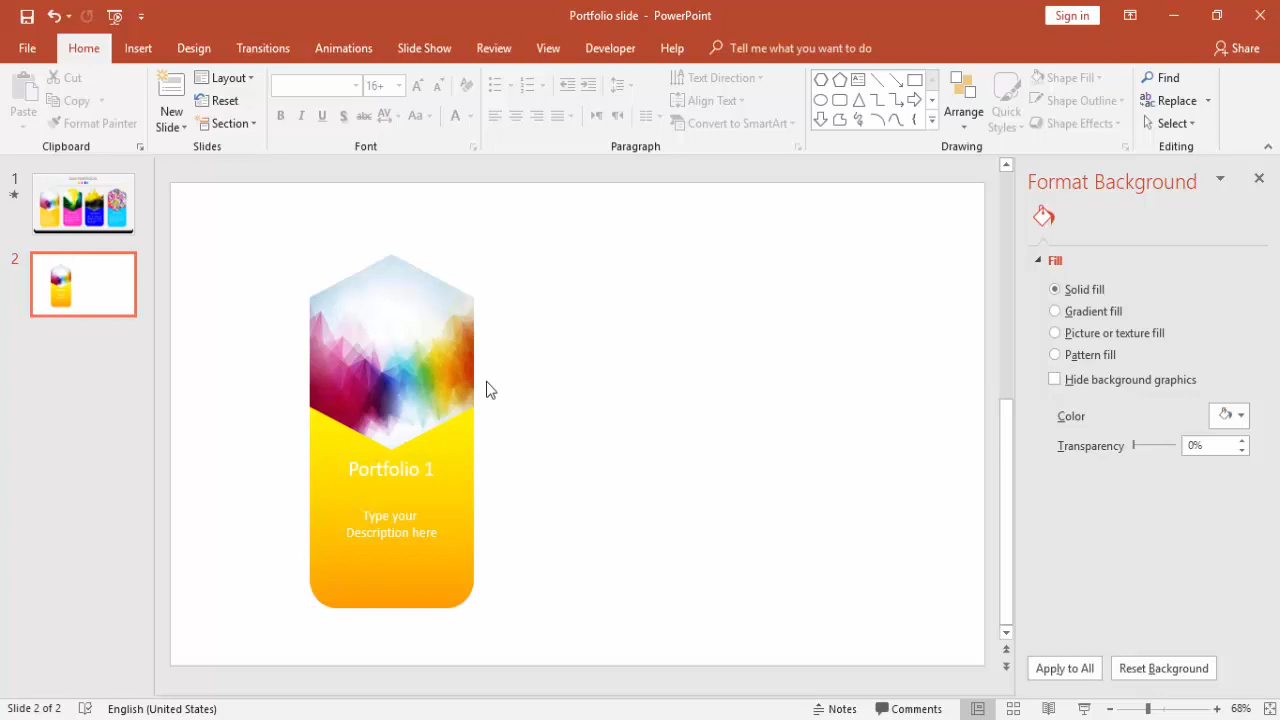 Portfolio slide - PowerPoint
Sign in
File Home Insert Design Transitions Animations Slide Show Review View Developer Help Tell me what you want to do Share
Paste
Cut
Copy
Format Painter
Clipboard
New
Slide
Layout
Reset
Section
Slides
16+
B I U S abc AV Aa A
Font
Text Direction
Align Text
Convert to SmartArt
Paragraph
Arrange
Quick
Styles
Shape Fill
Shape Outline
Shape Effects
Drawing
Find
Replace
Select
Editing
1
2
Portfolio 1
Type your
Description here
Format Background
Fill
Solid fill
Gradient fill
Picture or texture fill
Pattern fill
Hide background graphics
Color
Transparency 0%
Apply to All Reset Background
Slide 2 of 2 English (United States) Notes Comments 68%